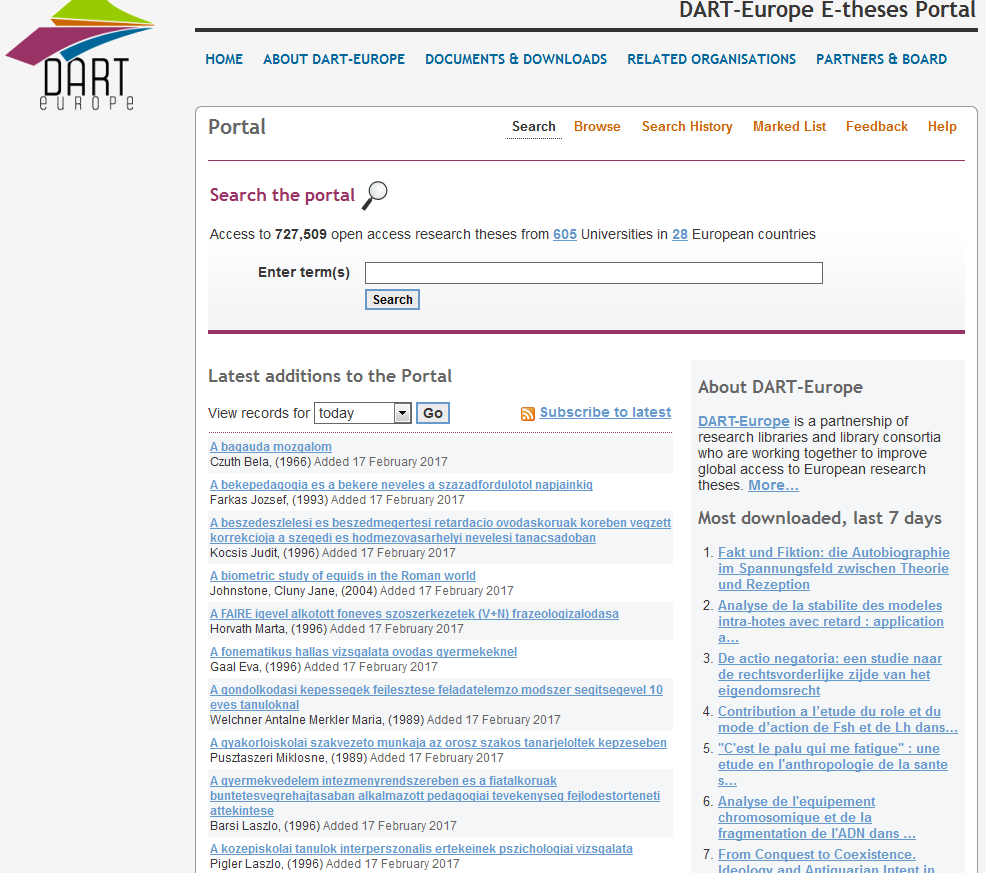 DART-Europe E-theses Portal
DART
europe
HOME ABOUT DART-EUROPE DOCUMENTS & DOWNLOADS RELATED ORGANISATIONS PARTNERS & BOARD
Portal
Search Browse Search History Marked List Feedback Help
Search the portal
Access to 727,509 open access research theses from 605 Universities in 28 European countries
Enter term(s)
Search
Latest additions to the Portal
View records for today Go Subscribe to latest
A bagauda mozgalom
Czuth Bela, (1966) Added 17 February 2017
A bekepedagogia es a bekere neveles a szazadfordulotol napjainkig
Farkas Jozsef, (1993) Added 17 February 2017
A beszedeszlelesi es beszedmegertesi retardacio ovodaskoruak koreben vegzett
korrekcioja a szegedi es hodmezovasarhelyi nevelesi tanacsadoban
Kocsis Judit, (1996) Added 17 February 2017
A biometric study of equids in the Roman world
Johnstone, Cluny Jane, (2004) Added 17 February 2017
A FAIRE igevel alkotott foneves szoszerkezetek (V+N) frazeologizalodasa
Horvath Marta, (1996) Added 17 February 2017
A fonematikus hallas vizsgalata ovodas gyermekeknel
Gaal Eva, (1996) Added 17 February 2017
A gondolkodasi kepessegek fejlesztese feladatelemzo modszer segitsegevel 10
eves tanuloknal
Welchner Antalne Merkler Maria, (1989) Added 17 February 2017
A gyakorloiskolai szakvezeto munkaja az orosz szakos tanarjeloltek kepzeseben
Pusztaszeri Miklosne, (1989) Added 17 February 2017
A gyermekvedelem intezmenyrendszereben es a fiatalkoruak
buntetesvegrehajtasaban alkalmazott pedagogiai tevekenyseg fejlodestorteneti
attekintese
Barsi Laszlo, (1996) Added 17 February 2017
A kozepiskolai tanulok interperszonalis ertekeinek pszichologiai vizsgalata
Pigler Laszlo, (1996) Added 17 February 2017
About DART-Europe
DART-Europe is a partnership of
research libraries and library consortia
who are working together to improve
global access to European research
theses. More...
Most downloaded, last 7 days
1. Fakt und Fiktion: die Autobiographie
im Spannungsfeld zwischen Theorie
und Rezeption
2. Analyse de la stabilite des modeles
intra-hotes avec retard : application
a...
3. De actio negatoria: een studie naar
de rechtsvorderlijke zijde van het
eigendomsrecht
4. Contribution a l’etude du role et du
mode d’action de Fsh et de Lh dans...
5. "C'est le palu qui me fatigue" : une
etude en l'anthropologie de la sante
s...
6. Analyse de l'equipement
chromosomique et de la
fragmentation de l'ADN dans ...
7. From Conquest to Coexistence.
Ideology and Antiquarian Intent in